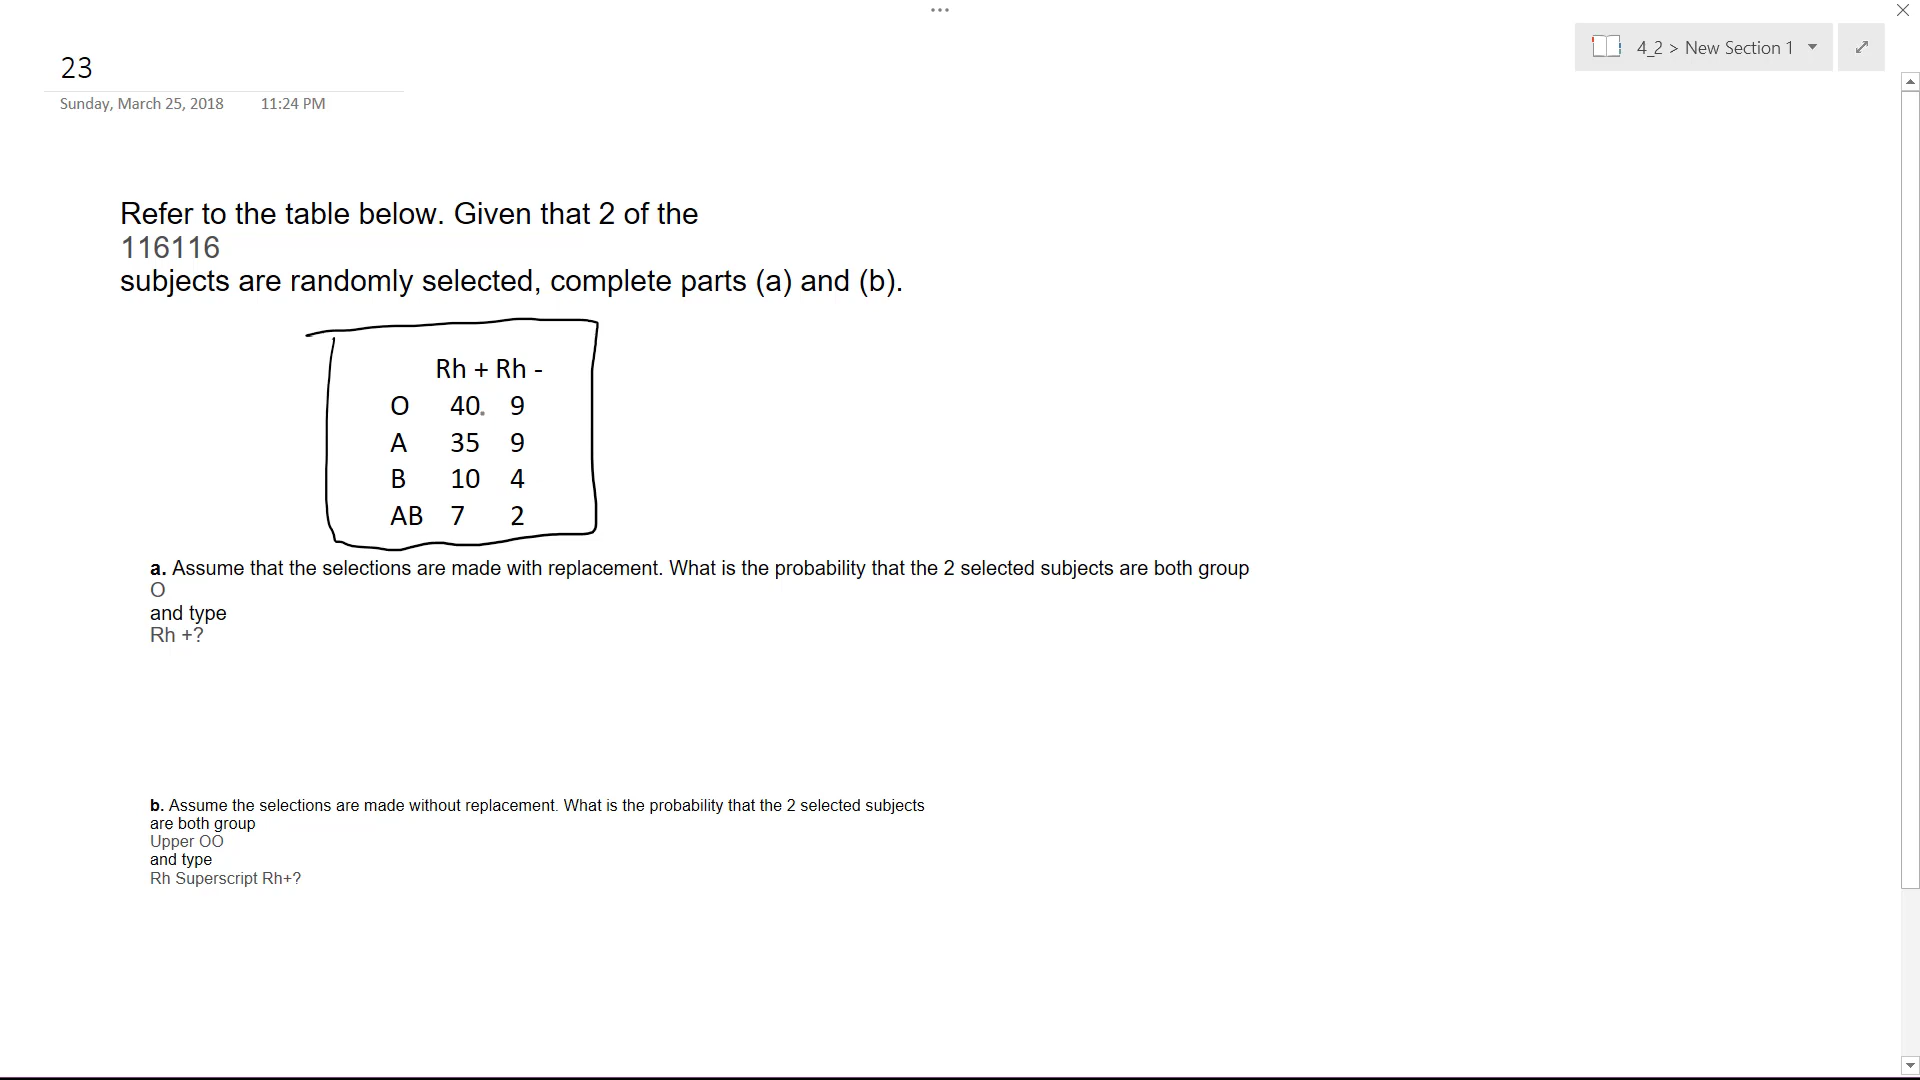 4_2 > New Section 1
23
Sunday, March 25, 2018 11:24 PM
Refer to the table below. Given that 2 of the
116116
subjects are randomly selected, complete parts (a) and (b).
Rh + Rh -
O 40 9
A 35 9
B 10 4
AB 7 2
a. Assume that the selections are made with replacement. What is the probability that the 2 selected subjects are both group
O
and type
Rh +?
b. Assume the selections are made without replacement. What is the probability that the 2 selected subjects
are both group
Upper OO
and type
Rh Superscript Rh+?